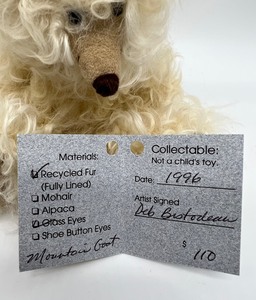 Materials:
☑ Recycled Fur
(Fully Lined)
☐ Mohair
☐ Alpaca
☑ Glass Eyes
☐ Shoe Button Eyes
Mountain Goat
Collectable:
Not a child's toy.
Date: 1996
Artist Signed
Deb Bistodeau
$ 110